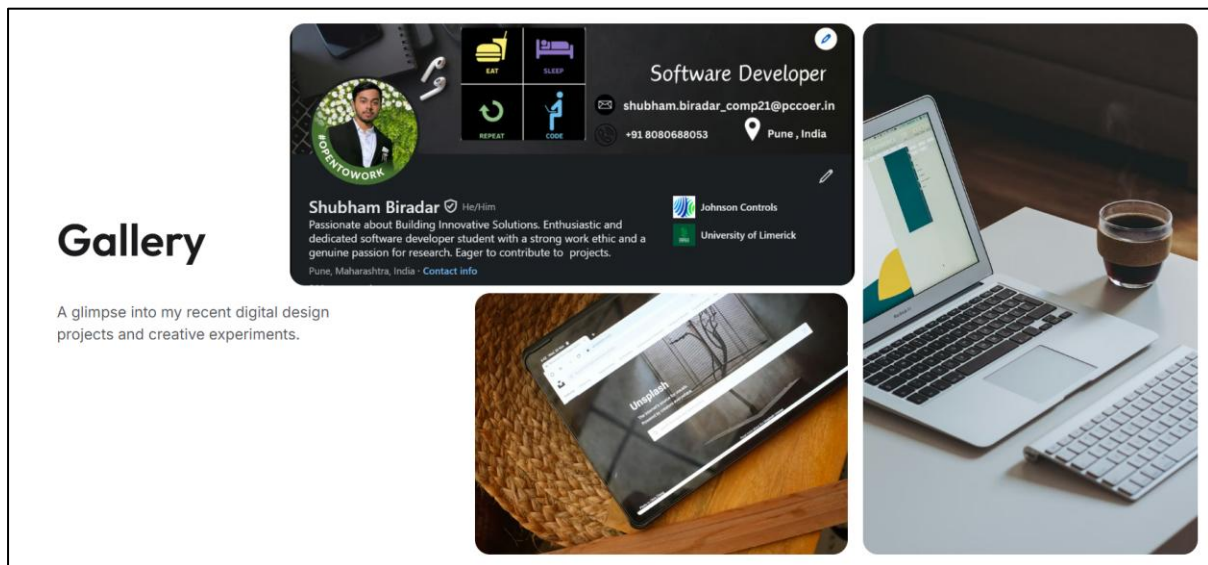 Gallery
A glimpse into my recent digital design
projects and creative experiments.
EAT
SLEEP
REPEAT
CODE
Software Developer
shubham.biradar_comp21@pccoer.in
+91 8080688053
Pune , India
#OPENTOWORK
Shubham Biradar He/Him
Passionate about Building Innovative Solutions. Enthusiastic and
dedicated software developer student with a strong work ethic and a
genuine passion for research. Eager to contribute to projects.
Pune, Maharashtra, India · Contact info
Johnson Controls
University of Limerick
Unsplash